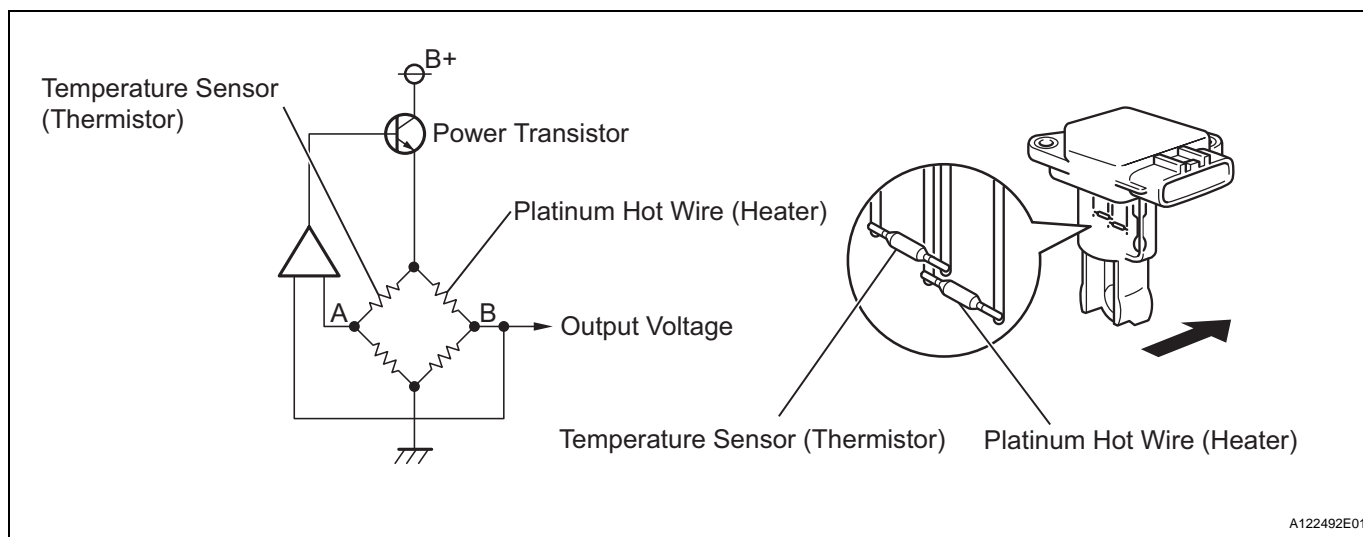 B+
Temperature Sensor
(Thermistor)
Power Transistor
Platinum Hot Wire (Heater)
A
B
Output Voltage
Temperature Sensor (Thermistor)
Platinum Hot Wire (Heater)
A122492E01